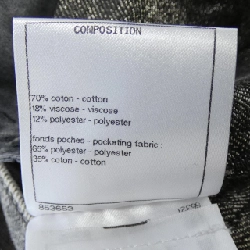 COMPOSITION
70% coton - cotton
18% viscose - viscose
12% polyester - polyester
fonds poches - pocketing fabric :
65% polyester - polyester
35% coton - cotton